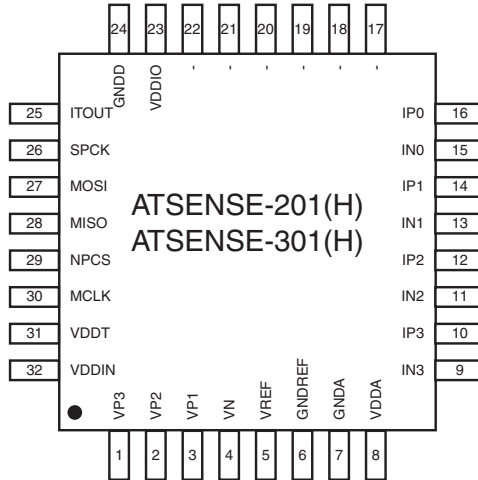 24 23 22 21 20 19 18 17
GNDD VDDIO - - - - - -
25 ITOUT IP0 16
26 SPCK IN0 15
27 MOSI IP1 14
28 MISO IN1 13
29 NPCS IP2 12
30 MCLK IN2 11
31 VDDT IP3 10
32 VDDIN IN3 9
ATSENSE-201(H)
ATSENSE-301(H)
VP3 VP2 VP1 VN VREF GNDREF GNDA VDDA
1 2 3 4 5 6 7 8